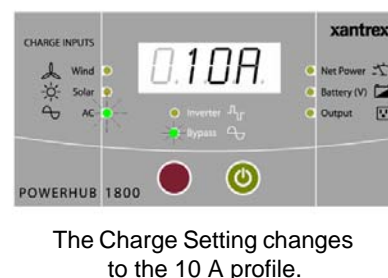 xantrex
CHARGE INPUTS
Wind
Solar
AC
0.10A.
Inverter
Bypass
Net Power
Battery (V)
Output
POWERHUB 1800
The Charge Setting changes
to the 10 A profile.